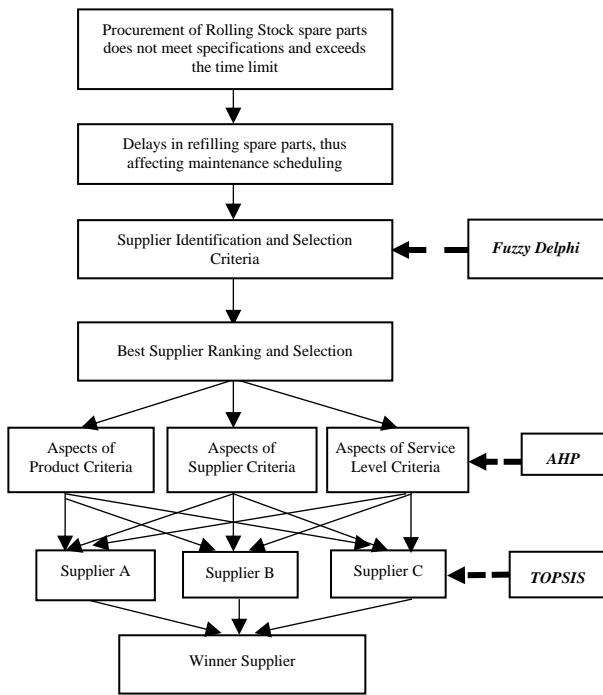 Procurement of Rolling Stock spare parts
does not meet specifications and exceeds
the time limit
Delays in refilling spare parts, thus
affecting maintenance scheduling
Supplier Identification and Selection
Criteria
Fuzzy Delphi
Best Supplier Ranking and Selection
Aspects of
Product Criteria
Aspects of
Supplier Criteria
Aspects of Service
Level Criteria
AHP
Supplier A
Supplier B
Supplier C
TOPSIS
Winner Supplier